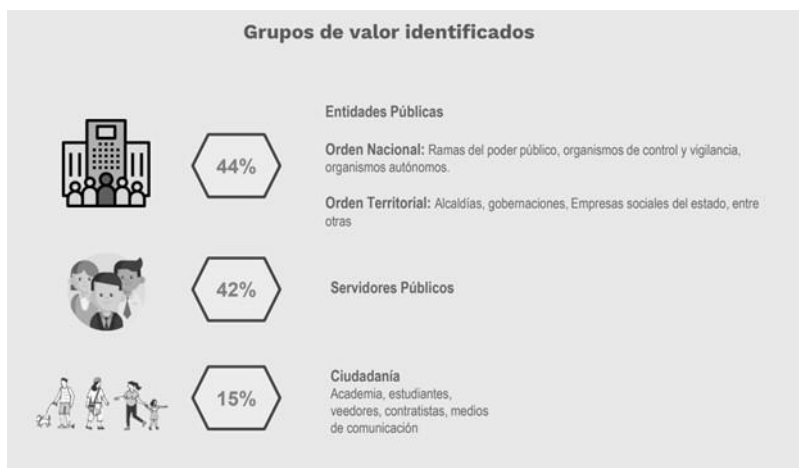 Grupos de valor identificados
44%
Entidades Públicas
Orden Nacional: Ramas del poder público, organismos de control y vigilancia,
organismos autónomos.
Orden Territorial: Alcaldías, gobernaciones, Empresas sociales del estado, entre
otras
42%
Servidores Públicos
15%
Ciudadanía
Academia, estudiantes,
veedores, contratistas, medios
de comunicación